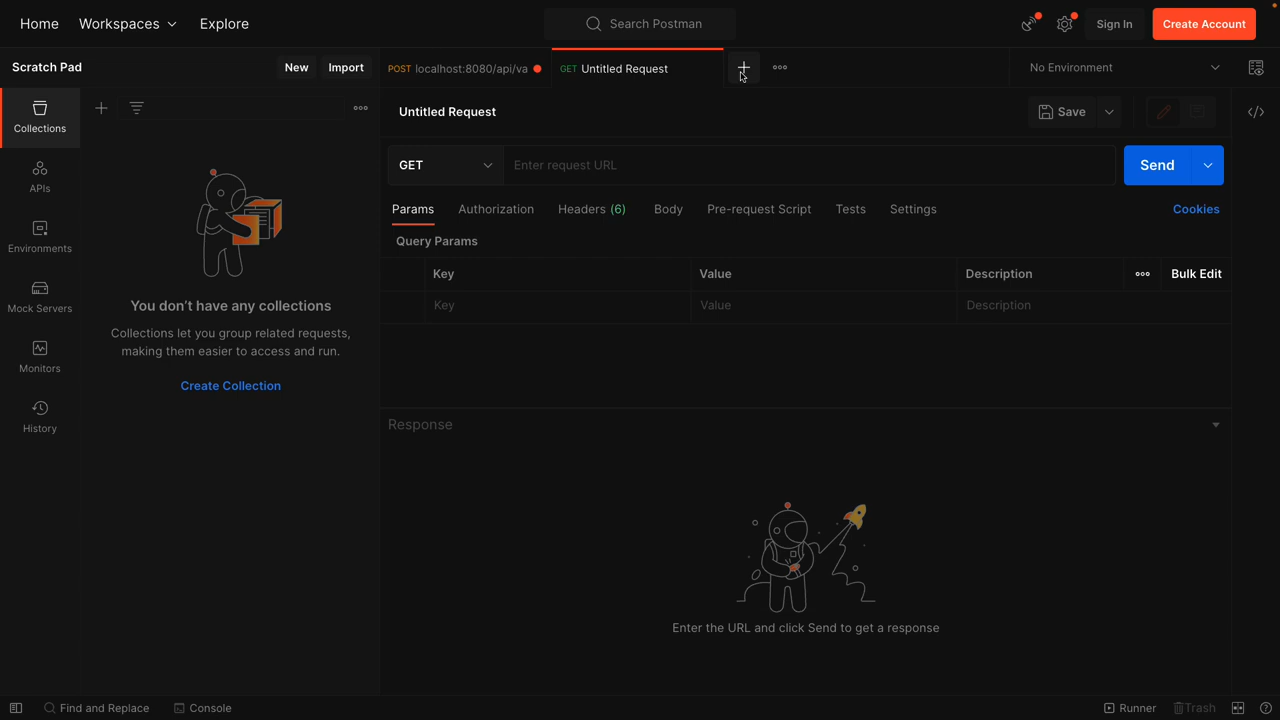 Home Workspaces Explore Search Postman Sign In Create Account
Scratch Pad New Import POST localhost:8080/api/va GET Untitled Request No Environment
Collections
APIs
Environments
Mock Servers
Monitors
History
You don't have any collections
Collections let you group related requests,
making them easier to access and run.
Create Collection
Untitled Request Save
GET Enter request URL Send
Params Authorization Headers (6) Body Pre-request Script Tests Settings Cookies
Query Params
Key Value Description Bulk Edit
Key Value Description
Response
Enter the URL and click Send to get a response
Find and Replace Console Runner Trash